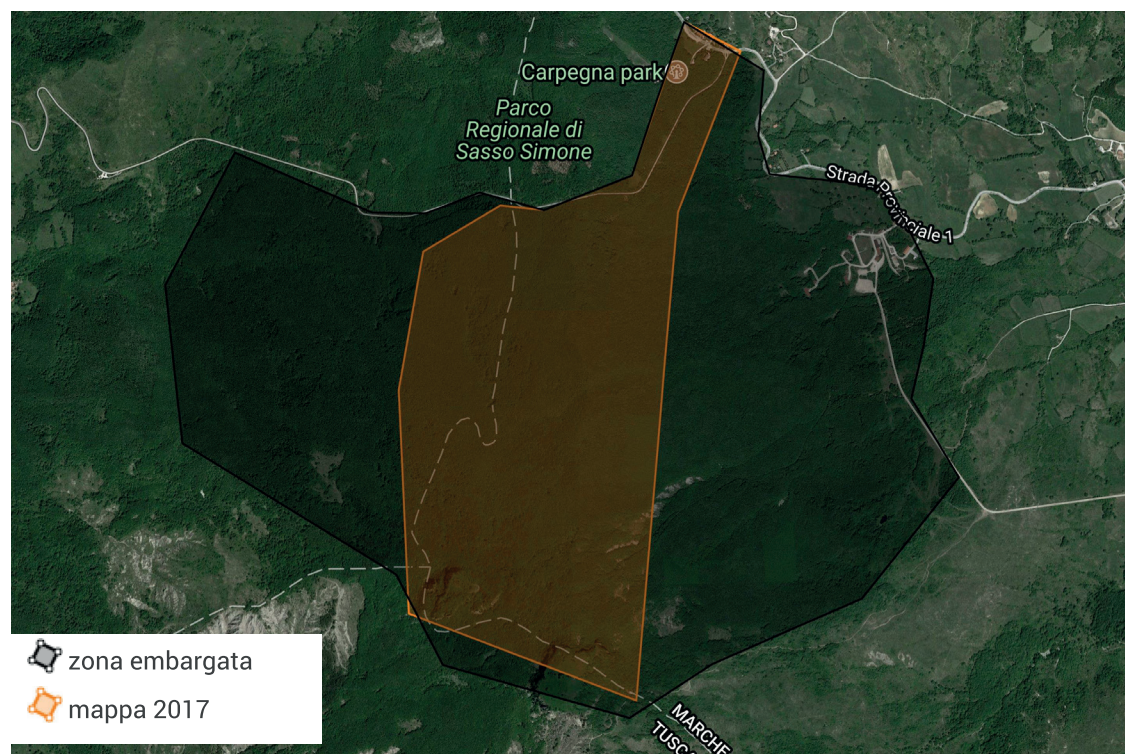 Carpegna park
Parco
Regionale di
Sasso Simone
Strada Provinciale 1
MARCHE
zona embargata
mappa 2017